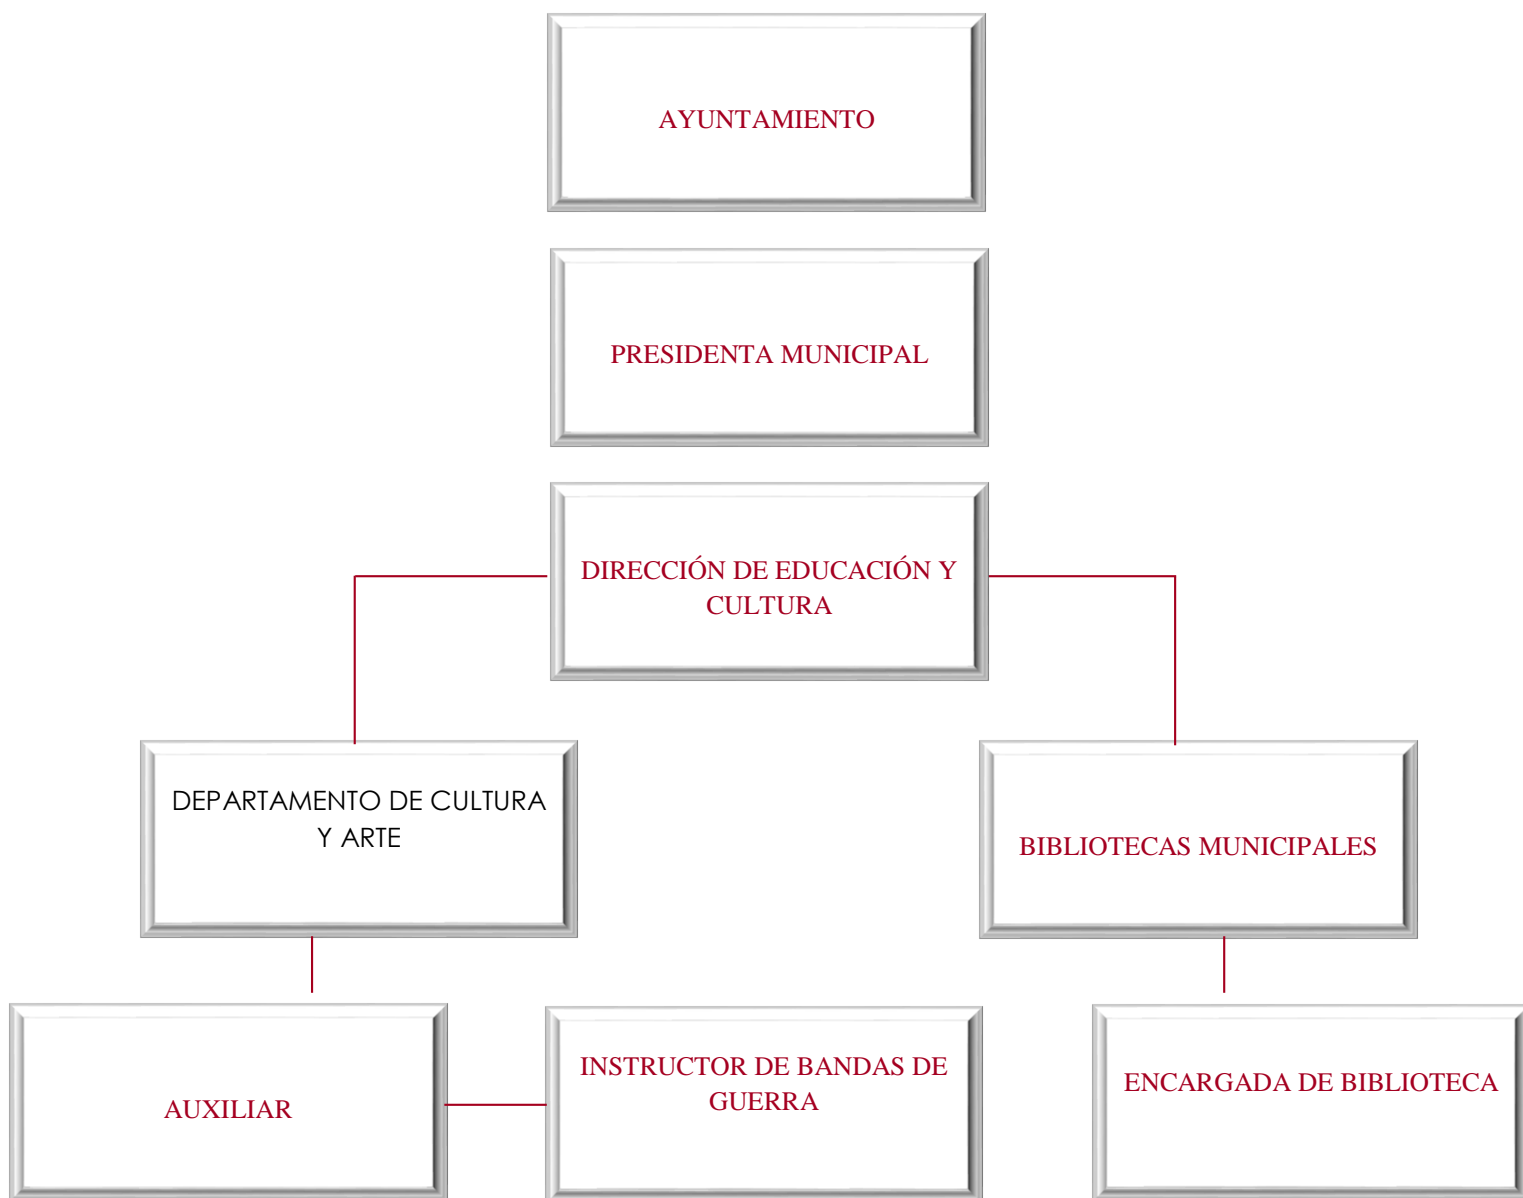 AYUNTAMIENTO
PRESIDENTA MUNICIPAL
DIRECCIÓN DE EDUCACIÓN Y
CULTURA
DEPARTAMENTO DE CULTURA
Y ARTE
BIBLIOTECAS MUNICIPALES
AUXILIAR
INSTRUCTOR DE BANDAS DE
GUERRA
ENCARGADA DE BIBLIOTECA